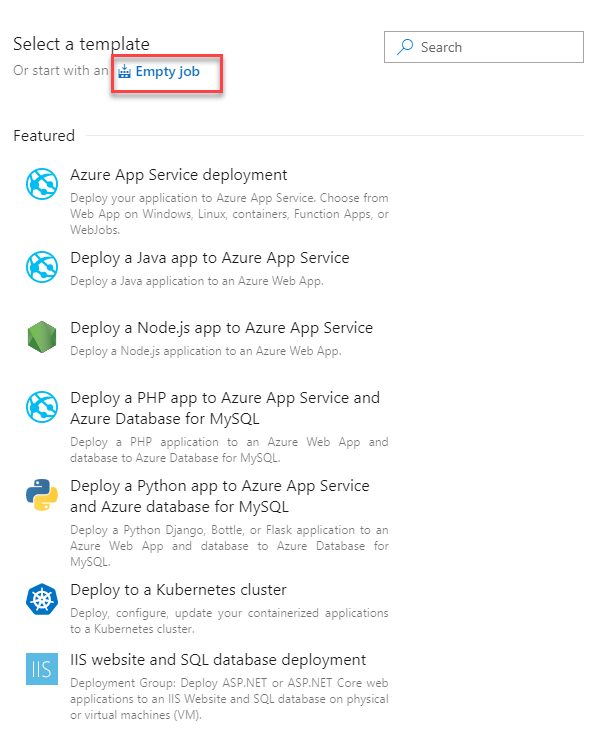 Select a template
Search
Or start with an Empty job
Featured
Azure App Service deployment
Deploy your application to Azure App Service. Choose from
Web App on Windows, Linux, containers, Function Apps, or
WebJobs.
Deploy a Java app to Azure App Service
Deploy a Java application to an Azure Web App.
Deploy a Node.js app to Azure App Service
Deploy a Node.js application to an Azure Web App.
Deploy a PHP app to Azure App Service and
Azure Database for MySQL
Deploy a PHP application to an Azure Web App and
database to Azure Database for MySQL.
Deploy a Python app to Azure App Service
and Azure database for MySQL
Deploy a Python Django, Bottle, or Flask application to an
Azure Web App and database to Azure Database for
MySQL.
Deploy to a Kubernetes cluster
Deploy, configure, update your containerized applications
to a Kubernetes cluster.
IIS
IIS website and SQL database deployment
Deployment Group: Deploy ASP.NET or ASP.NET Core web
applications to an IIS Website and SQL database on physical
or virtual machines (VM).